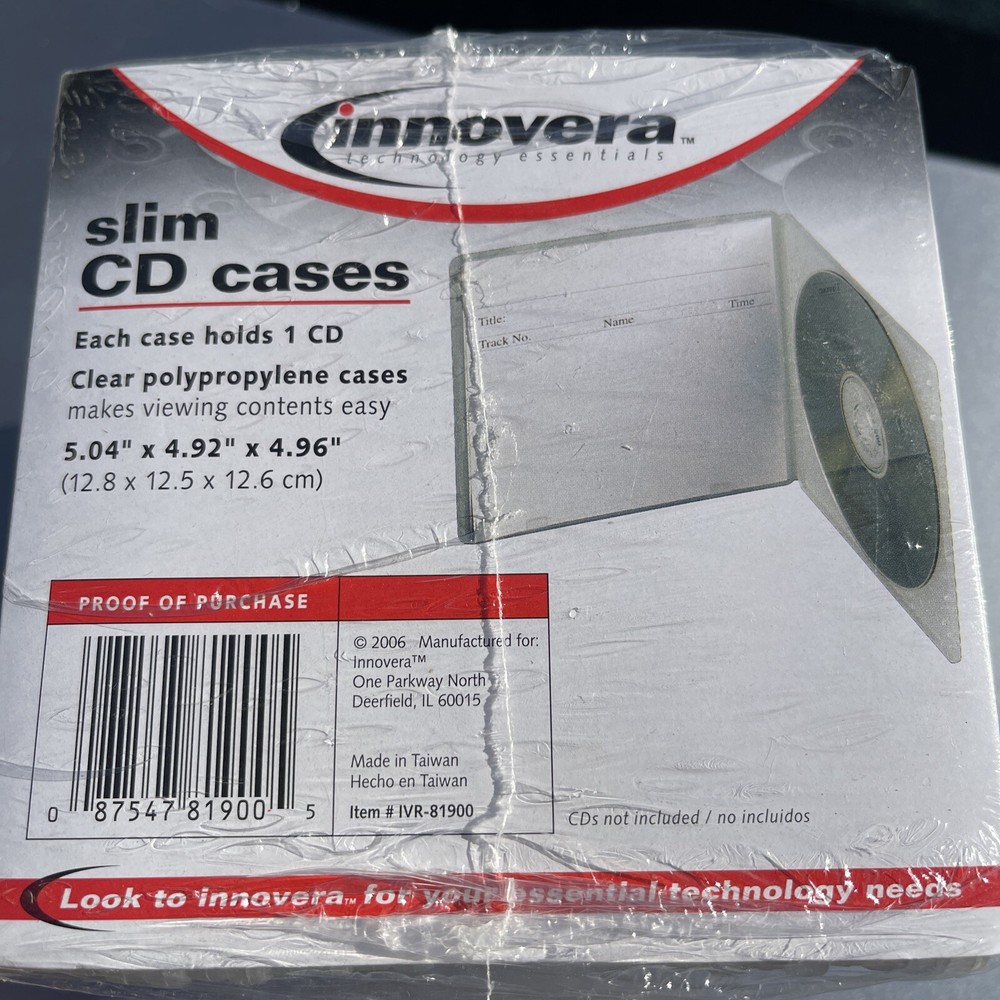 innovera™
technology essentials
slim
CD cases
Each case holds 1 CD
Clear polypropylene cases
makes viewing contents easy
5.04" x 4.92" x 4.96"
(12.8 x 12.5 x 12.6 cm)
Title:
Track No.
Name
Time
PROOF OF PURCHASE
0 87547 81900 5
© 2006 Manufactured for:
Innovera™
One Parkway North
Deerfield, IL 60015
Made in Taiwan
Hecho en Taiwan
Item # IVR-81900
CDs not included / no incluidos
Look to innovera™ for your essential technology needs